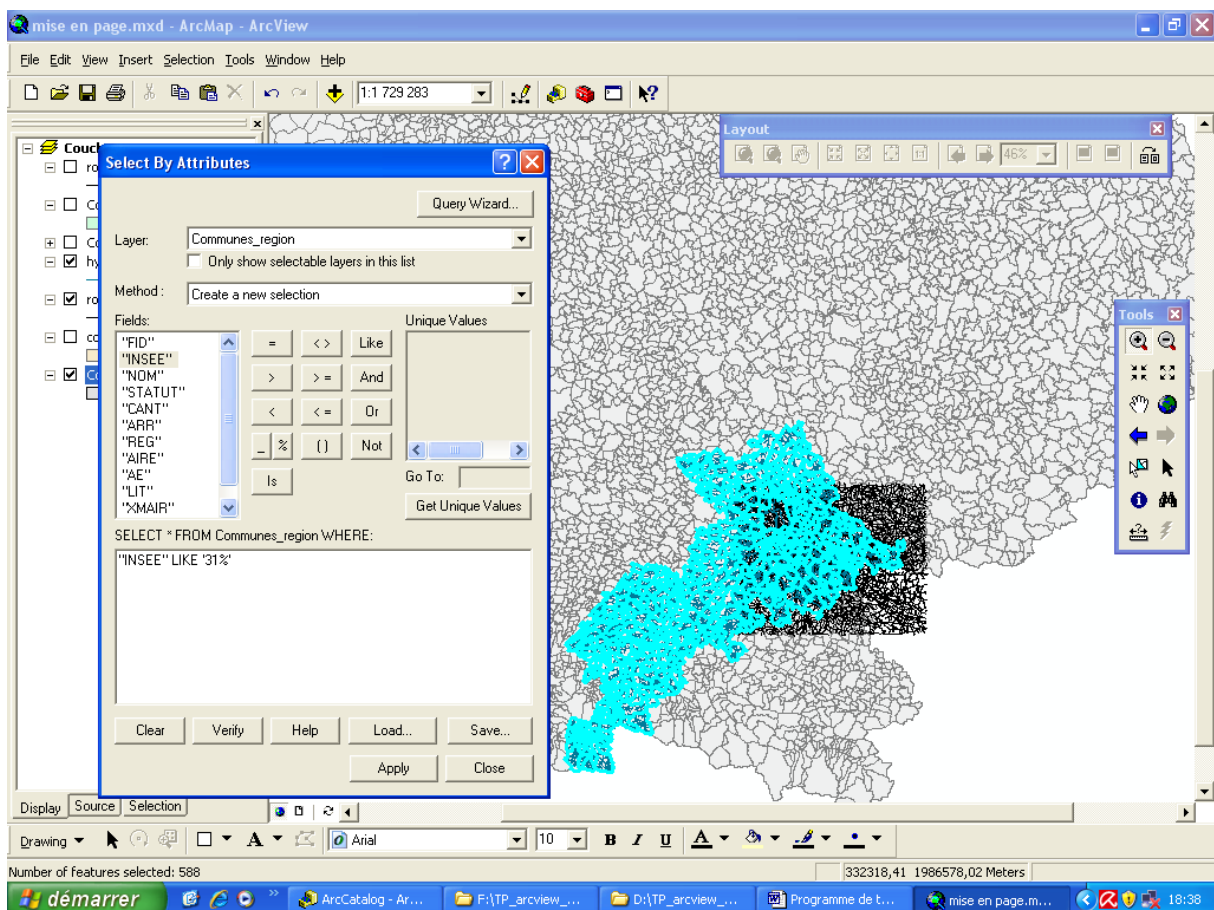 mise en page.mxd - ArcMap - ArcView
File Edit View Insert Selection Tools Window Help
1:1 729 283
Layout
46%
1:1
Select By Attributes
Query Wizard...
Layer: Communes_region
Only show selectable layers in this list
Method : Create a new selection
Fields:
Unique Values
"FID"
"INSEE"
"NOM"
"STATUT"
"CANT"
"ARR"
"REG"
"AIRE"
"AE"
"LIT"
"XMAIR"
= < > Like
> > = And
< < = Or
_ % ( ) Not
Is
Go To:
Get Unique Values
SELECT * FROM Communes_region WHERE:
"INSEE" LIKE '31%'
Clear Verify Help Load... Save...
Apply Close
Tools
Display Source Selection
Drawing A Arial 10 B I U A
Number of features selected: 588
332318,41 1986578,02 Meters
démarrer
ArcCatalog - Ar...
F:\TP_arcview_...
D:\TP_arcview_...
Programme de t...
mise en page.m...
18:38